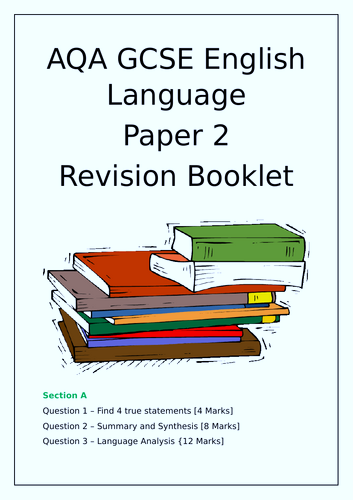 AQA GCSE English
Language
Paper 2
Revision Booklet
Section A
Question 1 – Find 4 true statements [4 Marks]
Question 2 – Summary and Synthesis [8 Marks]
Question 3 – Language Analysis {12 Marks]